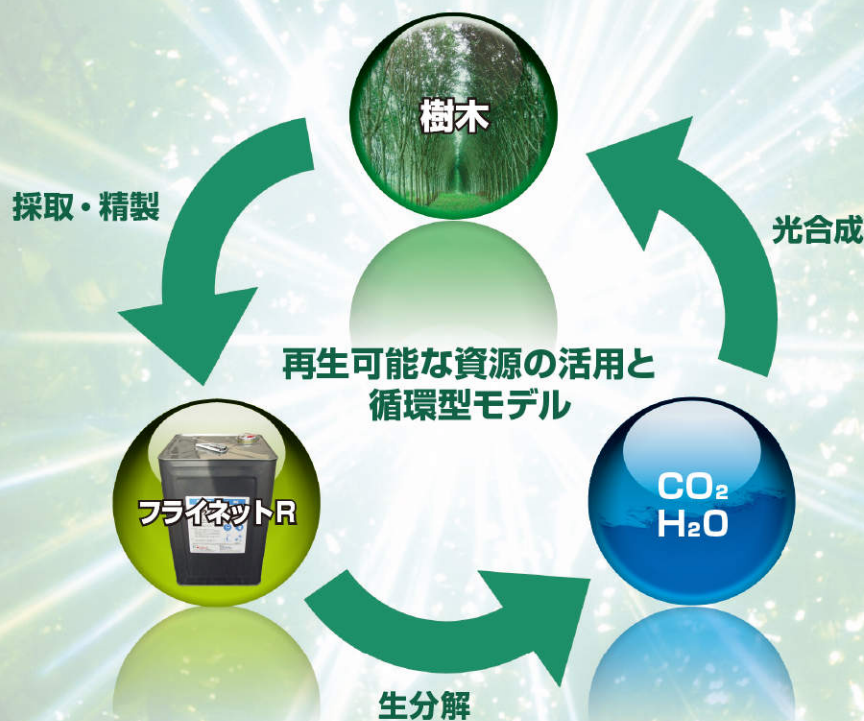 樹木
採取・精製
光合成
再生可能な資源の活用と
循環型モデル
フライネットR
CO₂
H₂O
生分解